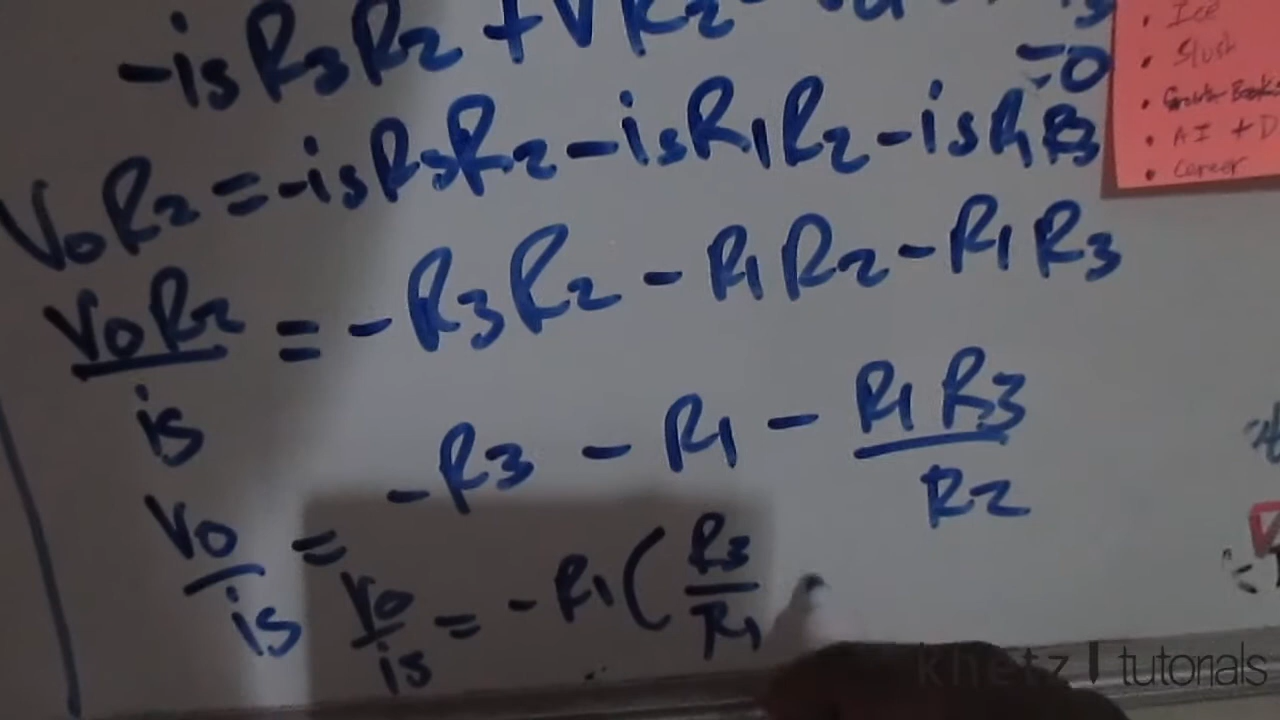 -isR3R2 +
=0
VoR2 = -isR3R2 - isR1R2 - isR1R3
VoR2/is = -R3R2 - R1R2 - R1R3
Vo/is = -R3 - R1 - R1R3/R2
Vo/is = -R1(R3/R1
• Ice
• Slush
• AI + D
• Career
khetz tutorials